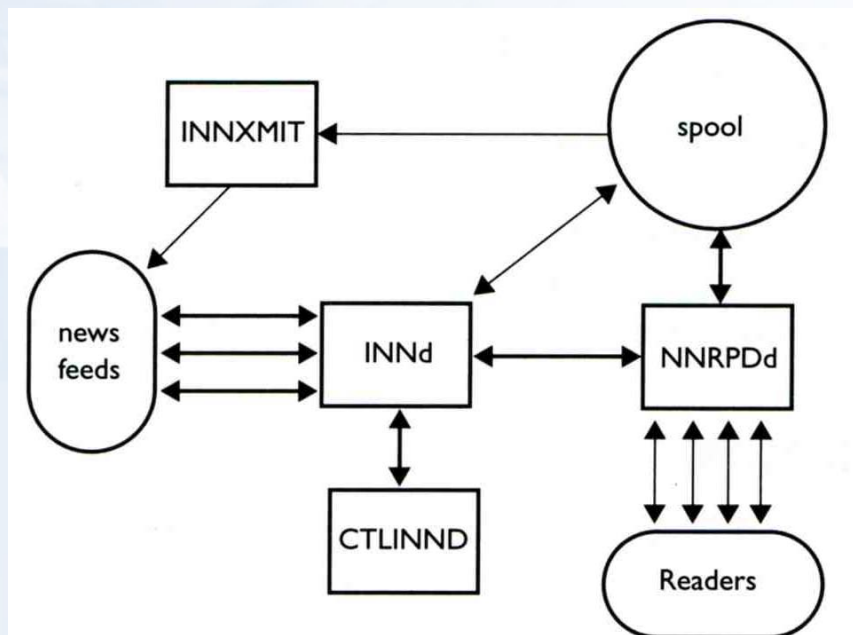 INNXMIT
spool
news
feeds
INNd
NNRPDd
CTLINND
Readers